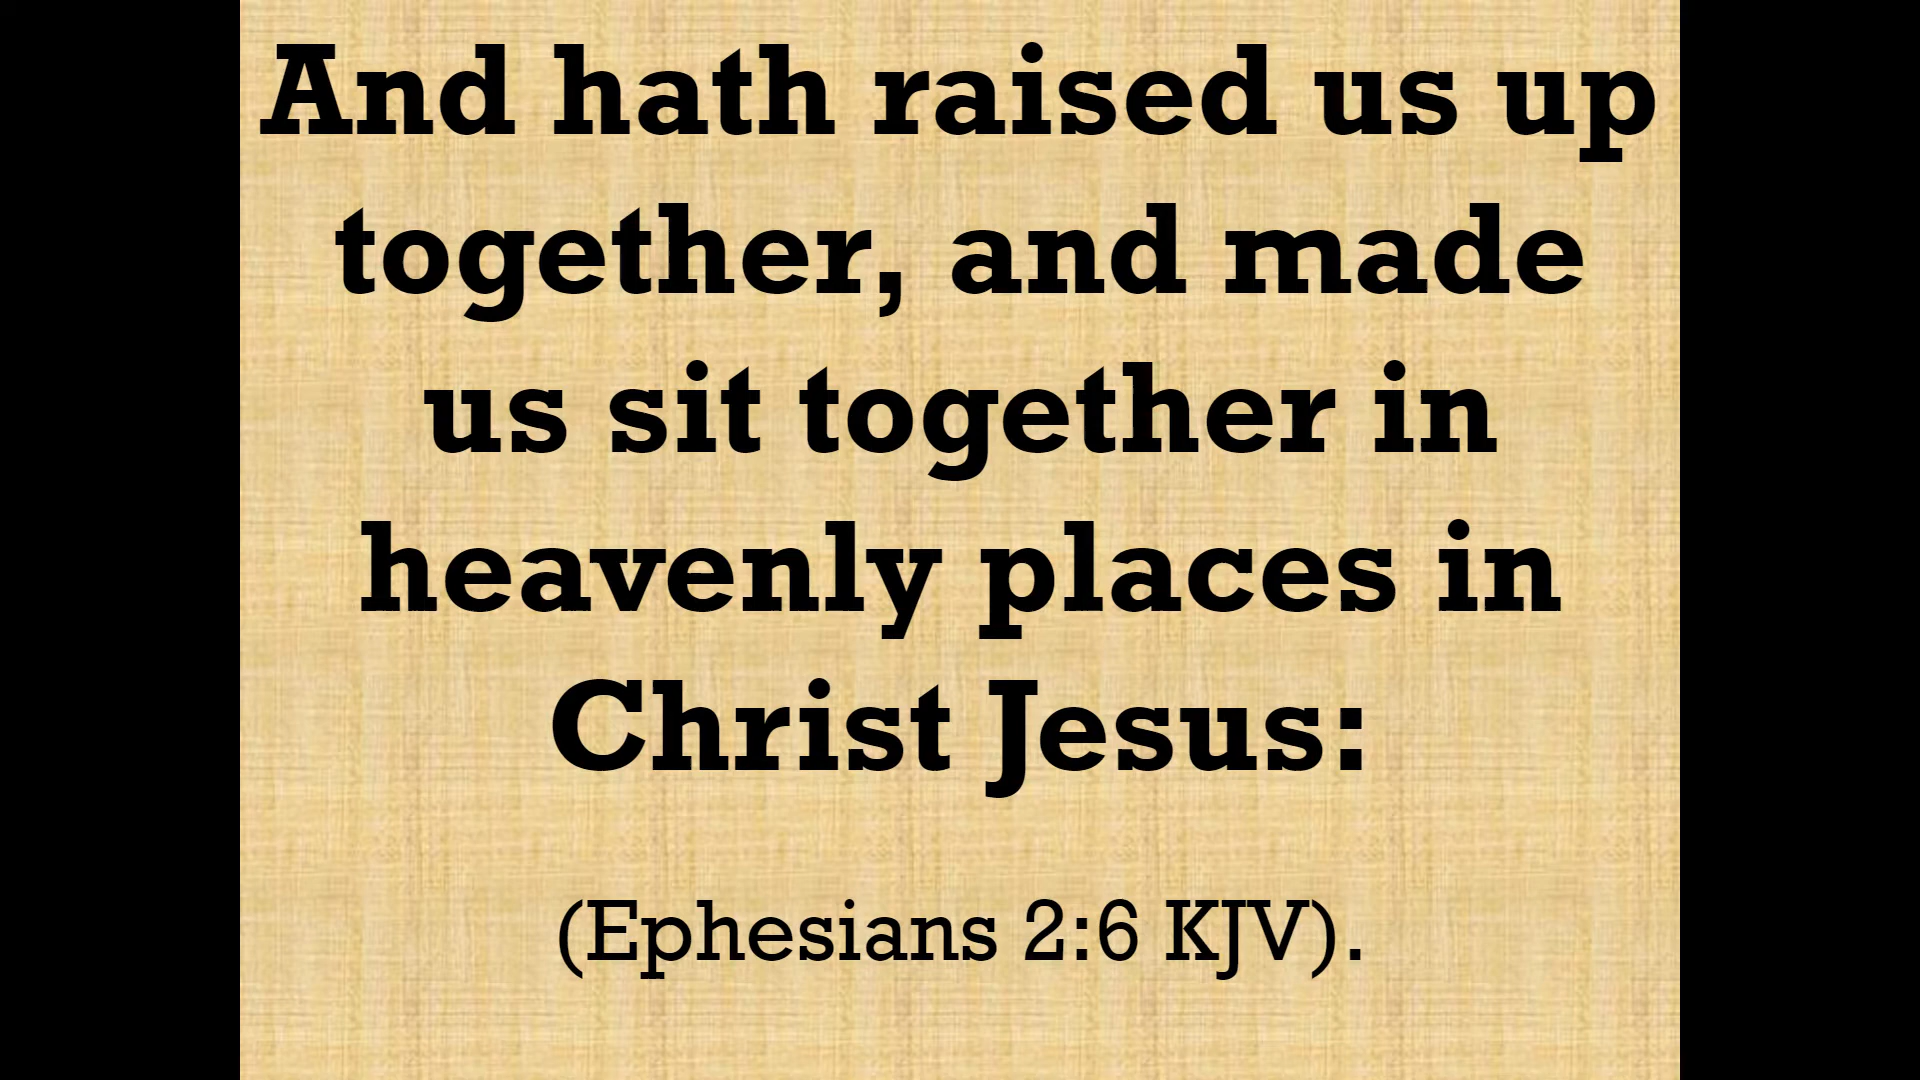 And hath raised us up
together, and made
us sit together in
heavenly places in
Christ Jesus:
(Ephesians 2:6 KJV).